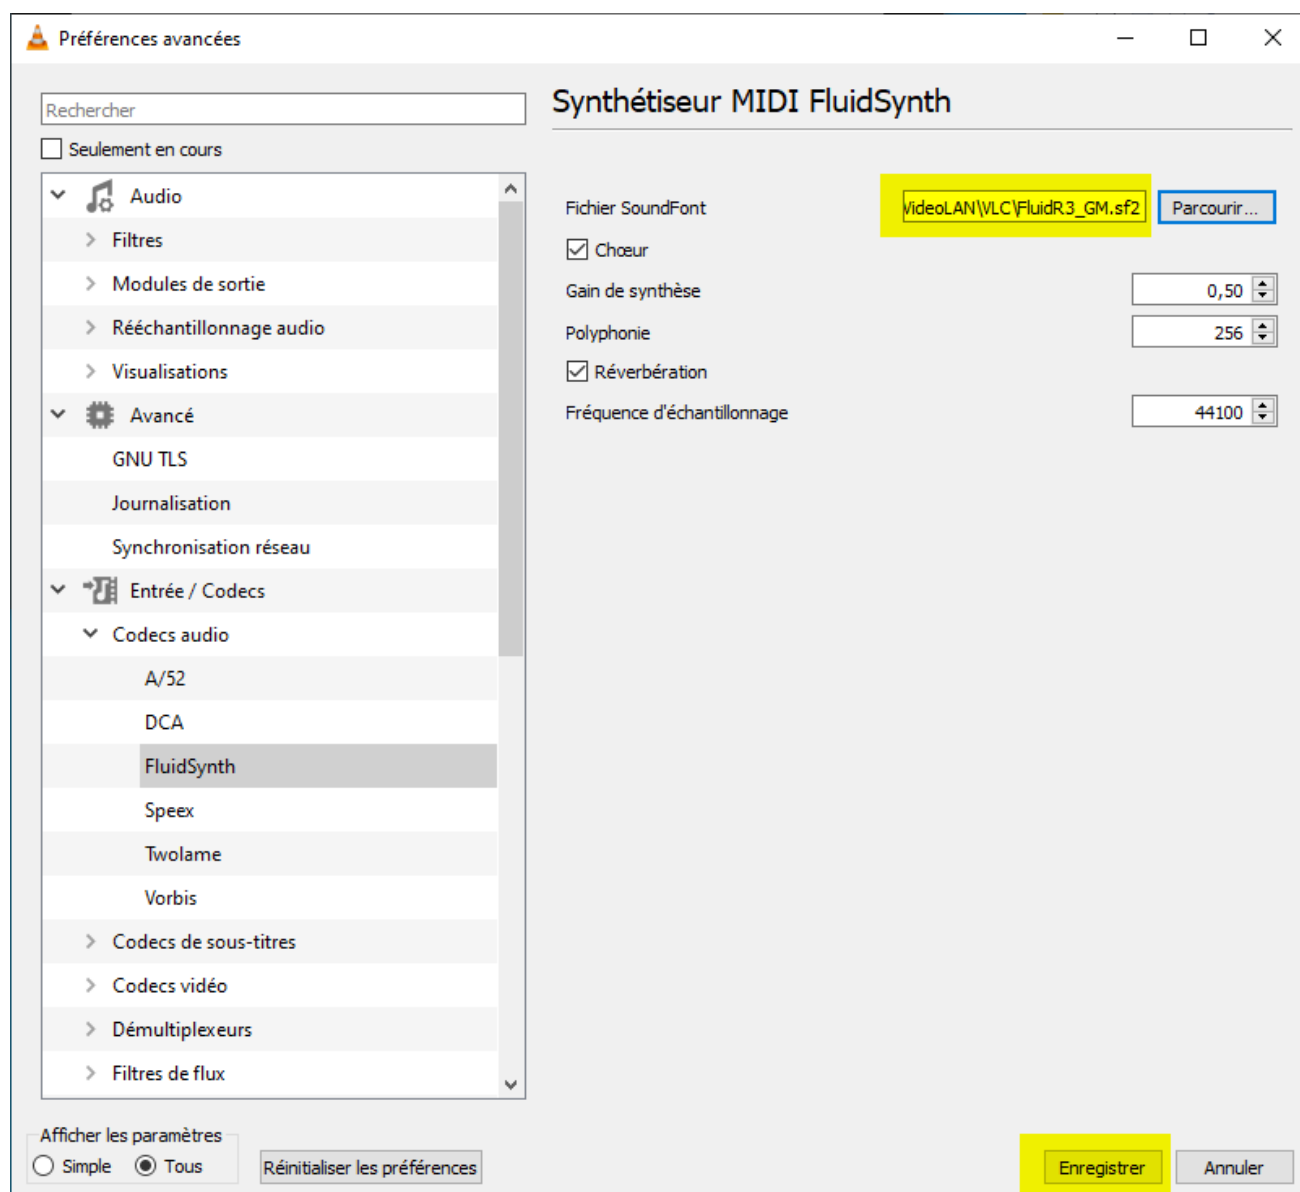 Préférences avancées
Rechercher
Seulement en cours
Audio
Filtres
Modules de sortie
Rééchantillonnage audio
Visualisations
Avancé
GNU TLS
Journalisation
Synchronisation réseau
Entrée / Codecs
Codecs audio
A/52
DCA
FluidSynth
Speex
Twolame
Vorbis
Codecs de sous-titres
Codecs vidéo
Démultiplexeurs
Filtres de flux
Afficher les paramètres
Simple Tous Réinitialiser les préférences
Synthétiseur MIDI FluidSynth
Fichier SoundFont VideoLAN\VLC\FluidR3_GM.sf2 Parcourir...
Chœur
Gain de synthèse 0,50
Polyphonie 256
Réverbération
Fréquence d'échantillonnage 44100
Enregistrer Annuler